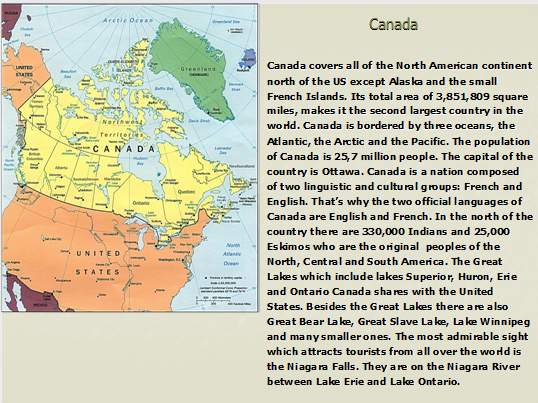 Canada
Canada covers all of the North American continent
north of the US except Alaska and the small
French Islands. Its total area of 3,851,809 square
miles, makes it the second largest country in the
world. Canada is bordered by three oceans, the
Atlantic, the Arctic and the Pacific. The population
of Canada is 25,7 million people. The capital of the
country is Ottawa. Canada is a nation composed
of two linguistic and cultural groups: French and
English. That's why the two official languages of
Canada are English and French. In the north of the
country there are 330,000 Indians and 25,000
Eskimos who are the original peoples of the
North, Central and South America. The Great
Lakes which include lakes Superior, Huron, Erie
and Ontario Canada shares with the United
States. Besides the Great Lakes there are also
Great Bear Lake, Great Slave Lake, Lake Winnipeg
and many smaller ones. The most admirable sight
which attracts tourists from all over the world is
the Niagara Falls. They are on the Niagara River
between Lake Erie and Lake Ontario.
Arctic Ocean
Greenland
UNITED
STATES
Northwest
Territories
CANADA
Hudson
Bay
British
Columbia
Alberta
Ontario
Quebec
UNITED
STATES
North
Atlantic
Ocean
MEXICO